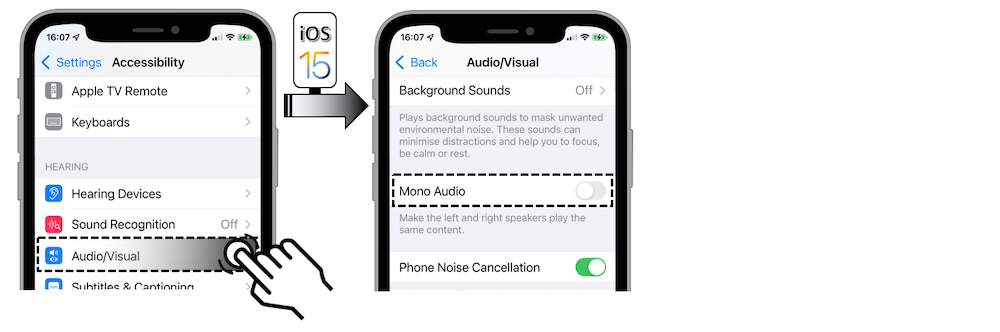 16:07
Settings Accessibility
Apple TV Remote
Keyboards
HEARING
Hearing Devices
Sound Recognition Off
Audio/Visual
Subtitles & Captioning
iOS
15
16:07
Back Audio/Visual
Background Sounds Off
Plays background sounds to mask unwanted
environmental noise. These sounds can
minimise distractions and help you to focus,
be calm or rest.
Mono Audio
Make the left and right speakers play the
same content.
Phone Noise Cancellation